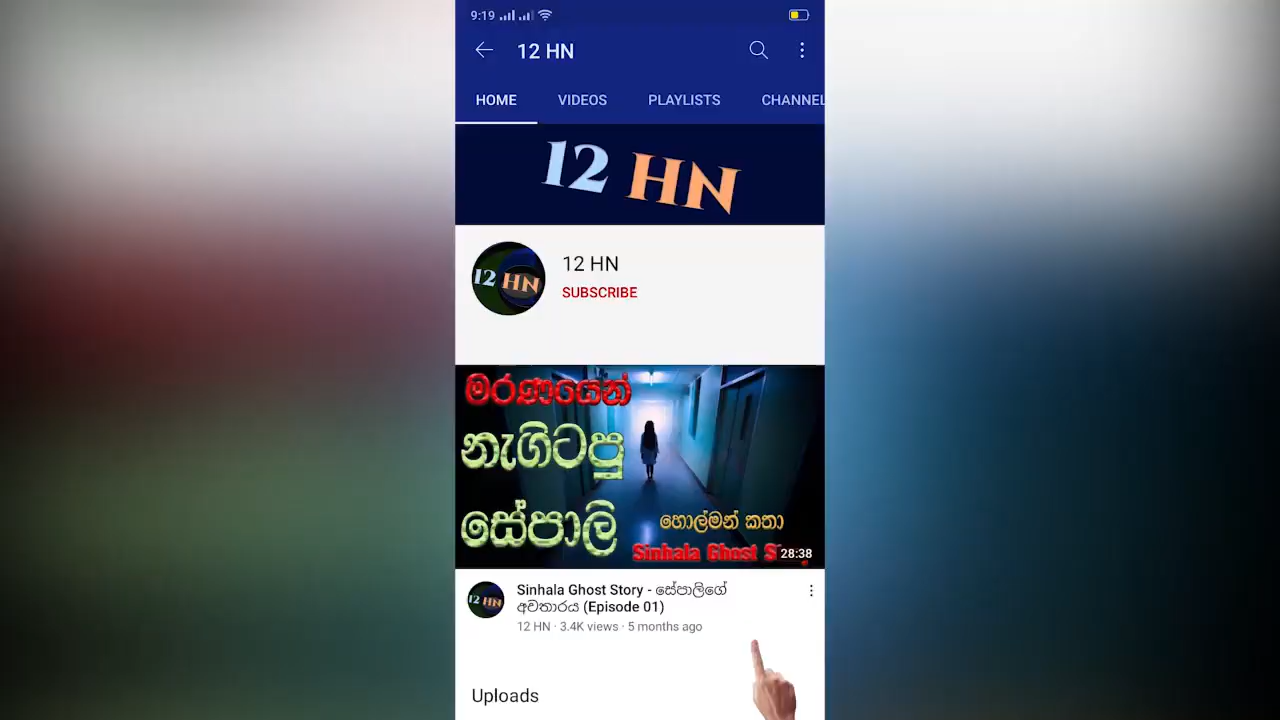 9:19
12 HN
HOME VIDEOS PLAYLISTS CHANNEL
12 HN
12 HN
12 HN
SUBSCRIBE
මරණයෙන්
නැගිටපු
සේපාලි
හොල්මන් කතා
Sinhala Ghost S
28:38
12 HN
Sinhala Ghost Story - සේපාලිගේ
අවතාරය (Episode 01)
12 HN · 3.4K views · 5 months ago
Uploads